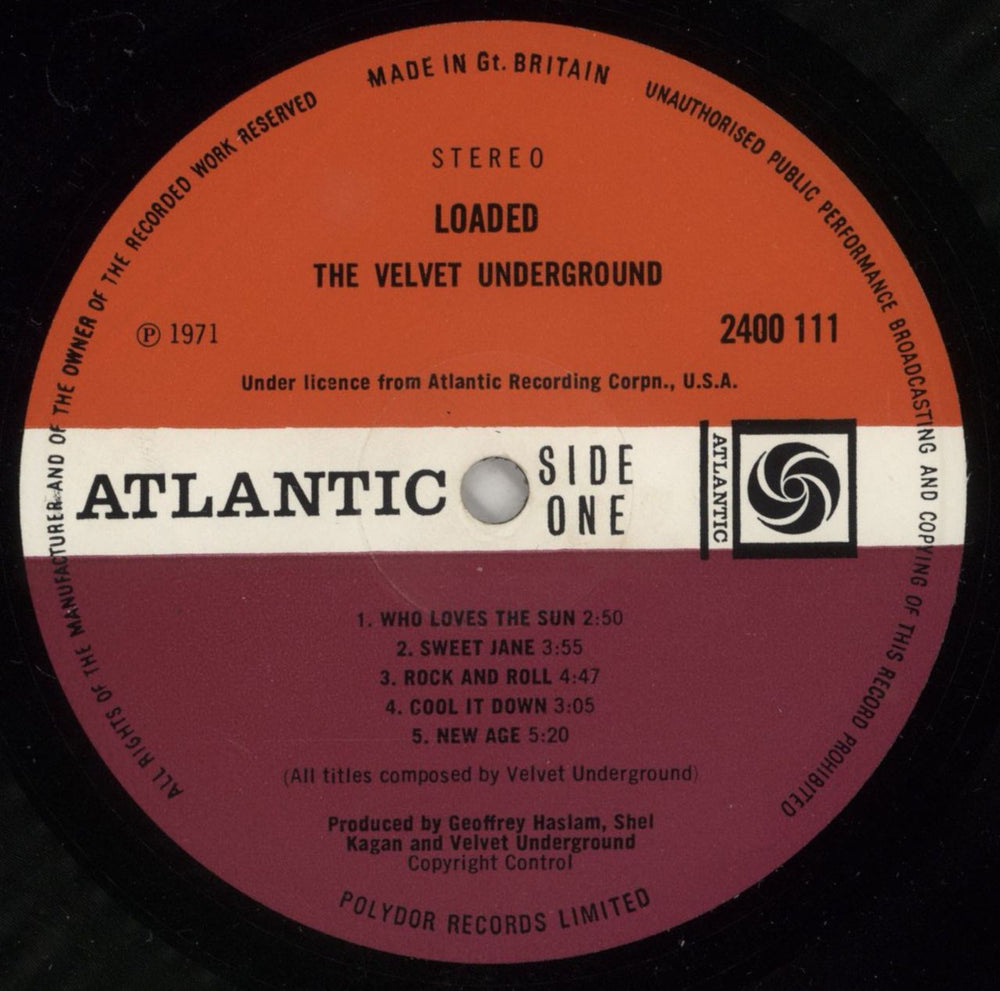 MADE IN Gt. BRITAIN
ALL RIGHTS OF THE MANUFACTURER AND OF THE OWNER OF THE RECORDED WORK RESERVED
UNAUTHORISED PUBLIC PERFORMANCE BROADCASTING AND COPYING OF THIS RECORD PROHIBITED
STEREO
LOADED
THE VELVET UNDERGROUND
℗ 1971
2400 111
Under licence from Atlantic Recording Corpn., U.S.A.
ATLANTIC
SIDE
ONE
ATLANTIC
1. WHO LOVES THE SUN 2:50
2. SWEET JANE 3:55
3. ROCK AND ROLL 4:47
4. COOL IT DOWN 3:05
5. NEW AGE 5:20
(All titles composed by Velvet Underground)
Produced by Geoffrey Haslam, Shel
Kagan and Velvet Underground
Copyright Control
POLYDOR RECORDS LIMITED